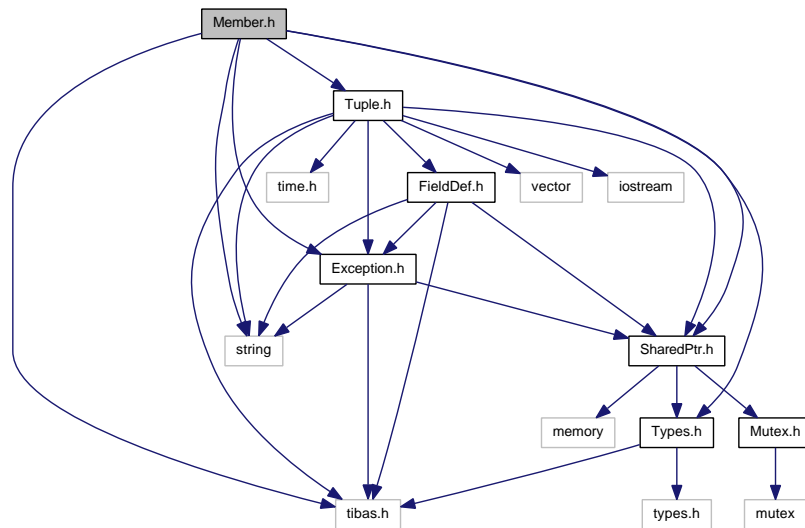 Member.h
Tuple.h
time.h
FieldDef.h
vector
iostream
Exception.h
string
SharedPtr.h
memory
Types.h
Mutex.h
tibas.h
types.h
mutex